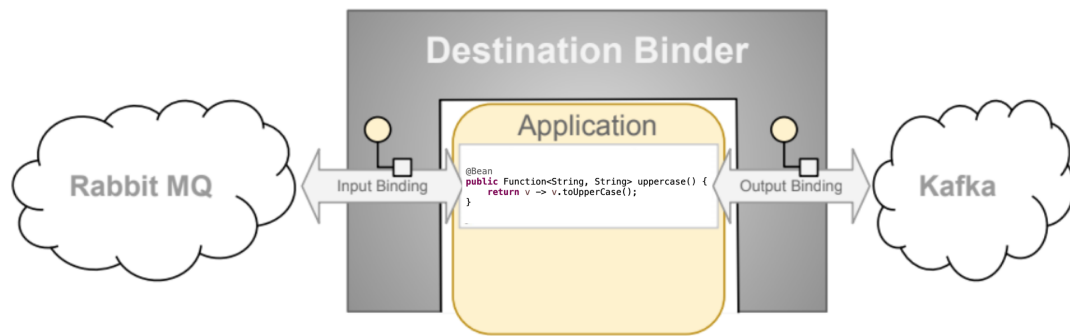 Destination Binder
Application
Rabbit MQ
Input Binding
@Bean
public Function<String, String> uppercase() {
    return v -> v.toUpperCase();
}
Output Binding
Kafka